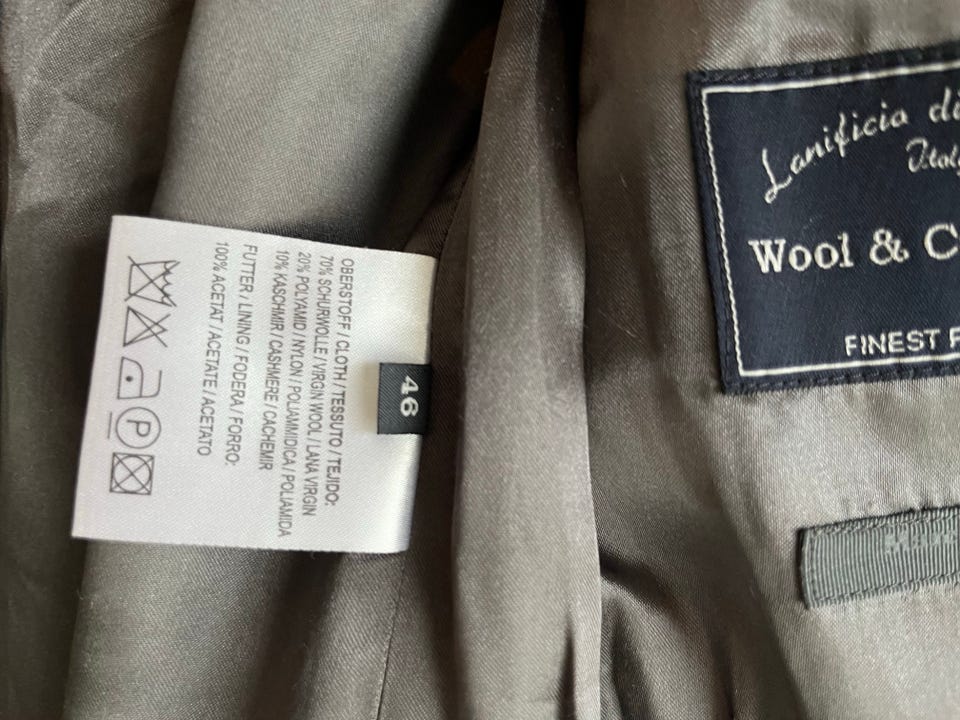 OBERSTOFF / CLOTH / TESSUTO / TEJIDO:
70% SCHURWOLLE / VIRGIN WOOL / LANA VIRGIN
20% POLYAMID / NYLON / POLIAMMIDICA / POLIAMIDA
10% KASCHMIR / CASHMERE / CACHEMIR
FUTTER / LINING / FODERA / FORRO:
100% ACETAT / ACETATE / ACETATO
P
46
Lanificia di
Italy
Wool & C
FINEST F